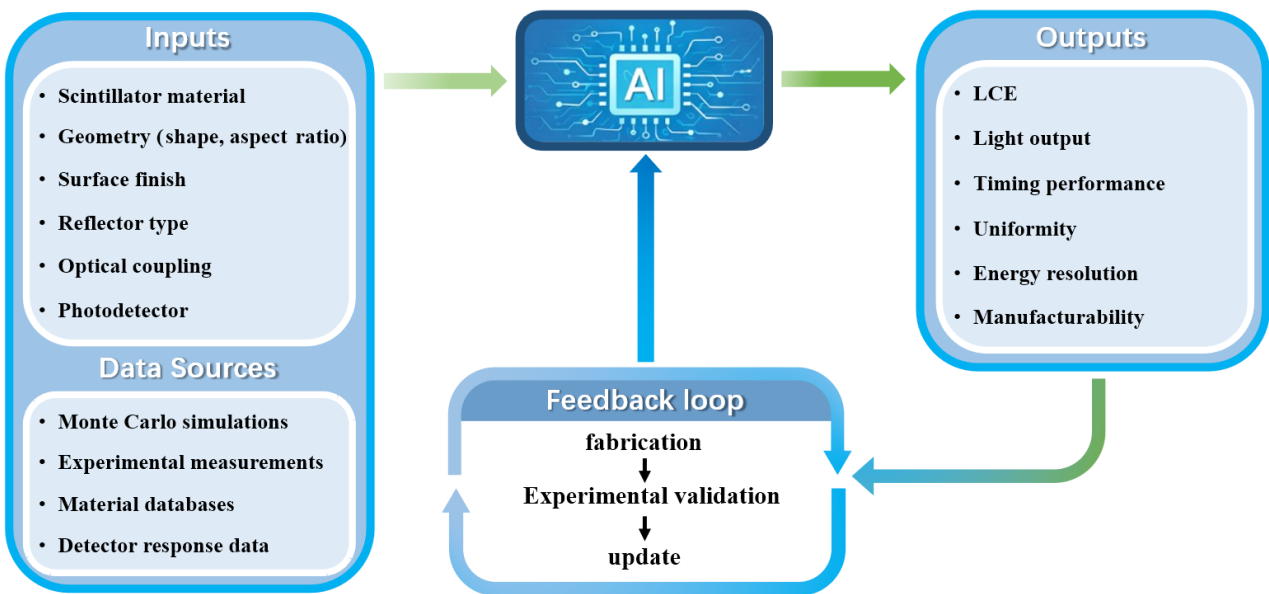 Inputs
• Scintillator material
• Geometry (shape, aspect ratio)
• Surface finish
• Reflector type
• Optical coupling
• Photodetector
Data Sources
• Monte Carlo simulations
• Experimental measurements
• Material databases
• Detector response data
AI
Outputs
• LCE
• Light output
• Timing performance
• Uniformity
• Energy resolution
• Manufacturability
Feedback loop
fabrication
Experimental validation
update